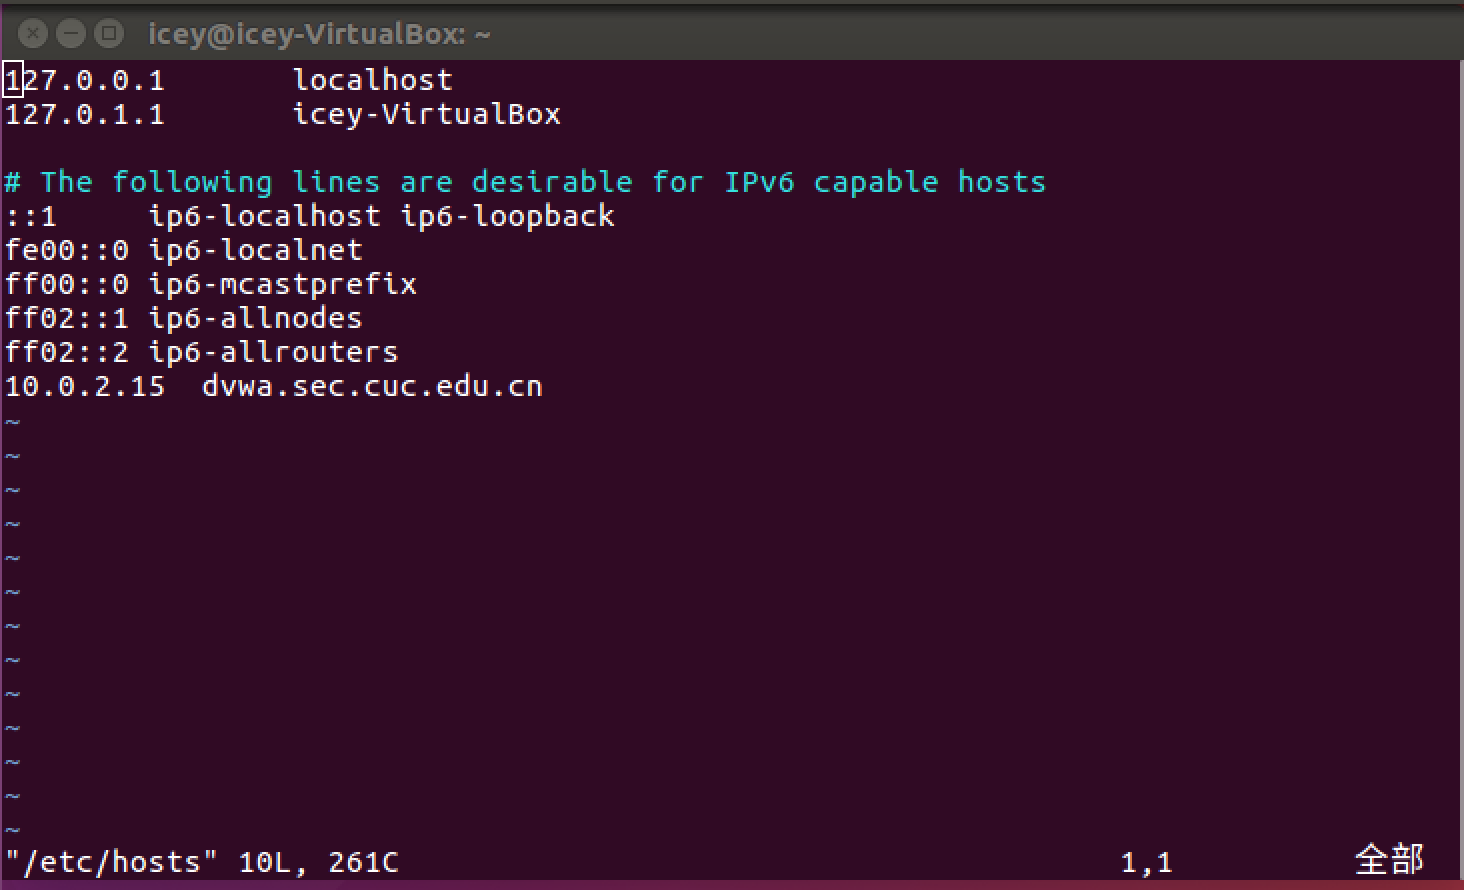 icey@icey-VirtualBox: ~
127.0.0.1       localhost
127.0.1.1       icey-VirtualBox
# The following lines are desirable for IPv6 capable hosts
::1     ip6-localhost ip6-loopback
fe00::0 ip6-localnet
ff00::0 ip6-mcastprefix
ff02::1 ip6-allnodes
ff02::2 ip6-allrouters
10.0.2.15  dvwa.sec.cuc.edu.cn
~
~
~
~
~
~
~
~
~
~
~
~
~
"/etc/hosts" 10L, 261C 1,1 全部